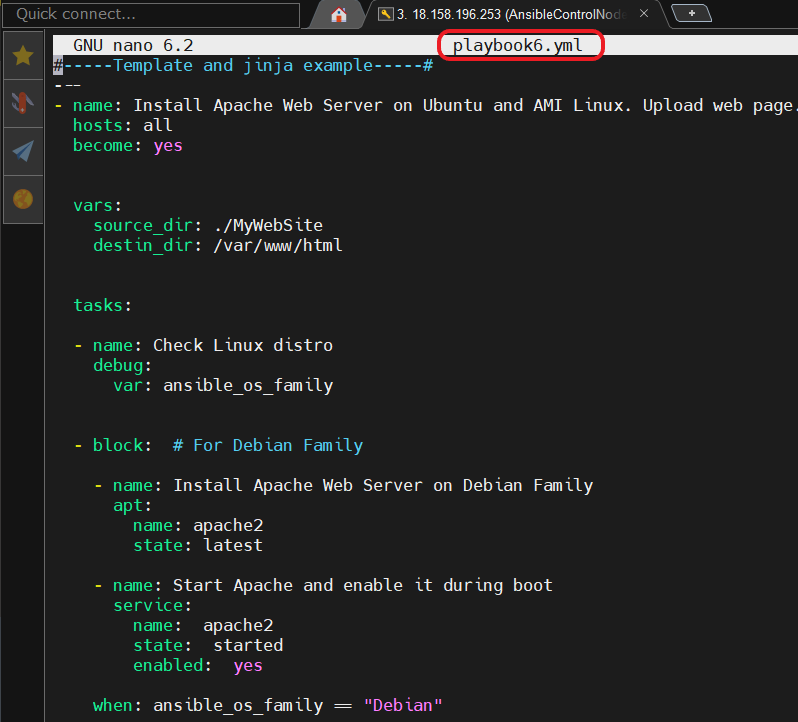 Quick connect...
3. 18.158.196.253 (AnsibleControlNode
GNU nano 6.2 playbook6.yml
#-----Template and jinja example-----#
---
- name: Install Apache Web Server on Ubuntu and AMI Linux. Upload web page.
  hosts: all
  become: yes
  vars:
    source_dir: ./MyWebSite
    destin_dir: /var/www/html
  tasks:
  - name: Check Linux distro
    debug:
      var: ansible_os_family
  - block:  # For Debian Family
    - name: Install Apache Web Server on Debian Family
      apt:
        name: apache2
        state: latest
    - name: Start Apache and enable it during boot
      service:
        name:  apache2
        state:  started
        enabled:  yes
    when: ansible_os_family == "Debian"